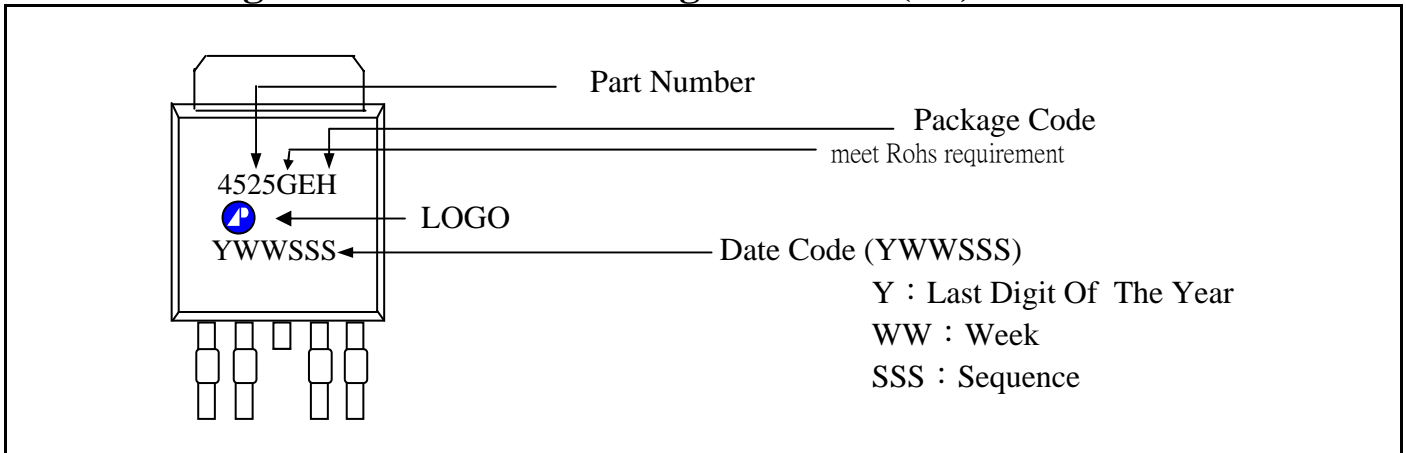 Part Number
Package Code
meet Rohs requirement
4525GEH
LOGO
YWWSSS
Date Code (YWWSSS)
Y：Last Digit Of The Year
WW：Week
SSS：Sequence